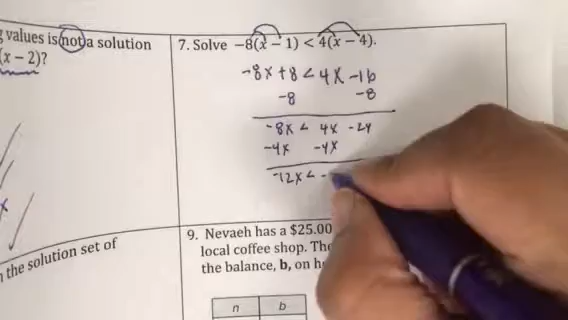 g values is not a solution
(x − 2)?
7. Solve −8(x − 1) < 4(x − 4).
-8x + 8 < 4x - 16
-8 -8
-8x < 4x - 24
-4x -4x
-12x < -
x
n the solution set of
9. Nevaeh has a $25.00
local coffee shop. The
the balance, b, on h
n b